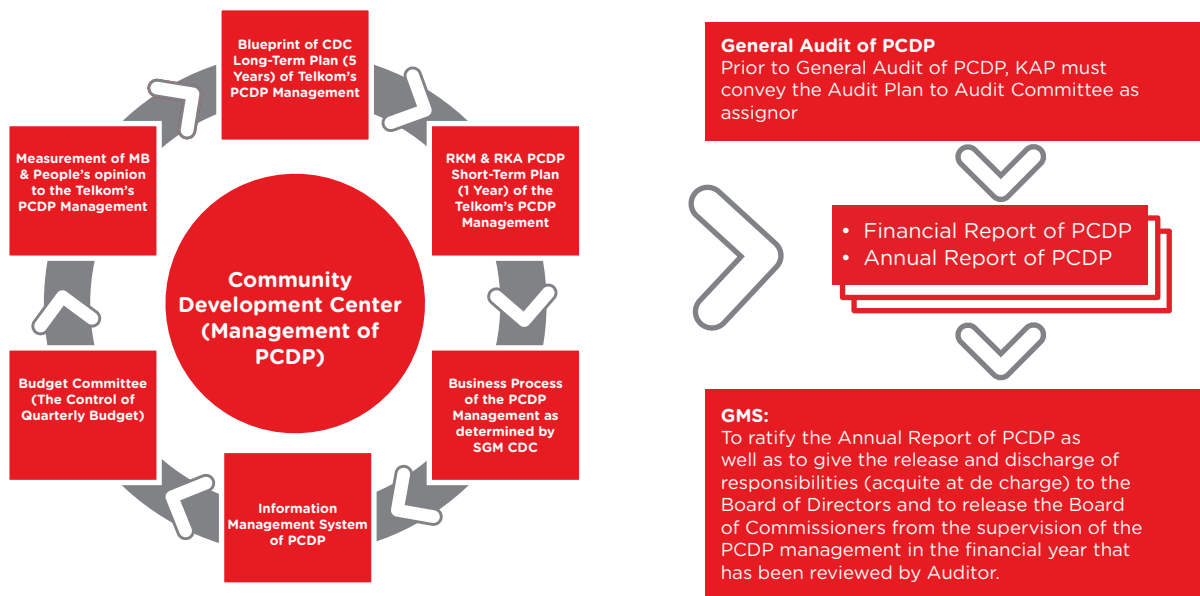 Blueprint of CDC
Long-Term Plan (5
Years) of Telkom's
PCDP Management
RKM & RKA PCDP
Short-Term Plan
(1 Year) of the
Telkom's PCDP
Management
Business Process
of the PCDP
Management as
determined by
SGM CDC
Information
Management System
of PCDP
Budget Committee
(The Control of
Quarterly Budget)
Measurement of MB
& People's opinion
to the Telkom's
PCDP Management
Community
Development Center
(Management of
PCDP)
General Audit of PCDP
Prior to General Audit of PCDP, KAP must
convey the Audit Plan to Audit Committee as
assignor
• Financial Report of PCDP
• Annual Report of PCDP
GMS:
To ratify the Annual Report of PCDP as
well as to give the release and discharge of
responsibilities (acquite at de charge) to the
Board of Directors and to release the Board
of Commissioners from the supervision of the
PCDP management in the financial year that
has been reviewed by Auditor.